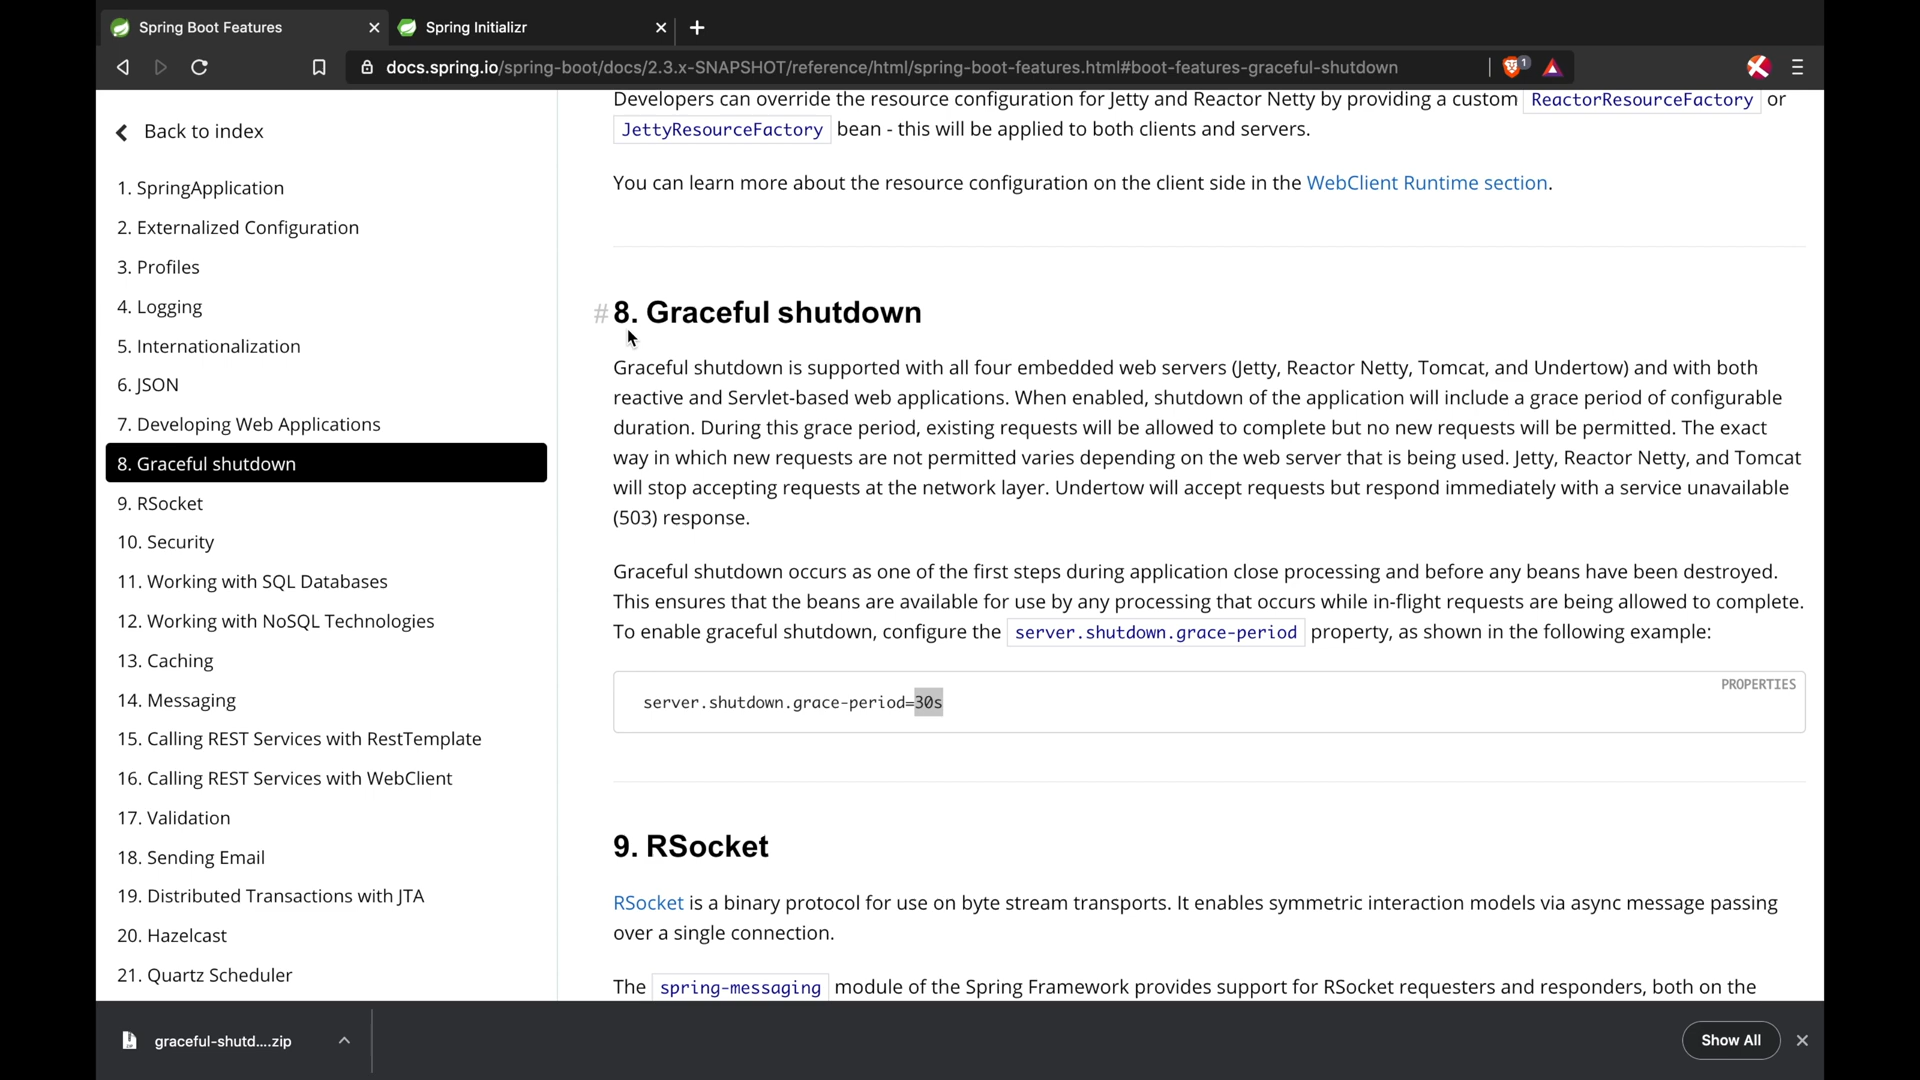 Spring Boot Features
Spring Initializr
docs.spring.io/spring-boot/docs/2.3.x-SNAPSHOT/reference/html/spring-boot-features.html#boot-features-graceful-shutdown
1
Back to index
1. SpringApplication
2. Externalized Configuration
3. Profiles
4. Logging
5. Internationalization
6. JSON
7. Developing Web Applications
8. Graceful shutdown
9. RSocket
10. Security
11. Working with SQL Databases
12. Working with NoSQL Technologies
13. Caching
14. Messaging
15. Calling REST Services with RestTemplate
16. Calling REST Services with WebClient
17. Validation
18. Sending Email
19. Distributed Transactions with JTA
20. Hazelcast
21. Quartz Scheduler
Developers can override the resource configuration for Jetty and Reactor Netty by providing a custom ReactorResourceFactory or
JettyResourceFactory bean - this will be applied to both clients and servers.
You can learn more about the resource configuration on the client side in the WebClient Runtime section.
# 8. Graceful shutdown
Graceful shutdown is supported with all four embedded web servers (Jetty, Reactor Netty, Tomcat, and Undertow) and with both
reactive and Servlet-based web applications. When enabled, shutdown of the application will include a grace period of configurable
duration. During this grace period, existing requests will be allowed to complete but no new requests will be permitted. The exact
way in which new requests are not permitted varies depending on the web server that is being used. Jetty, Reactor Netty, and Tomcat
will stop accepting requests at the network layer. Undertow will accept requests but respond immediately with a service unavailable
(503) response.
Graceful shutdown occurs as one of the first steps during application close processing and before any beans have been destroyed.
This ensures that the beans are available for use by any processing that occurs while in-flight requests are being allowed to complete.
To enable graceful shutdown, configure the server.shutdown.grace-period property, as shown in the following example:
PROPERTIES
server.shutdown.grace-period=30s
9. RSocket
RSocket is a binary protocol for use on byte stream transports. It enables symmetric interaction models via async message passing
over a single connection.
The spring-messaging module of the Spring Framework provides support for RSocket requesters and responders, both on the
graceful-shutd....zip
Show All